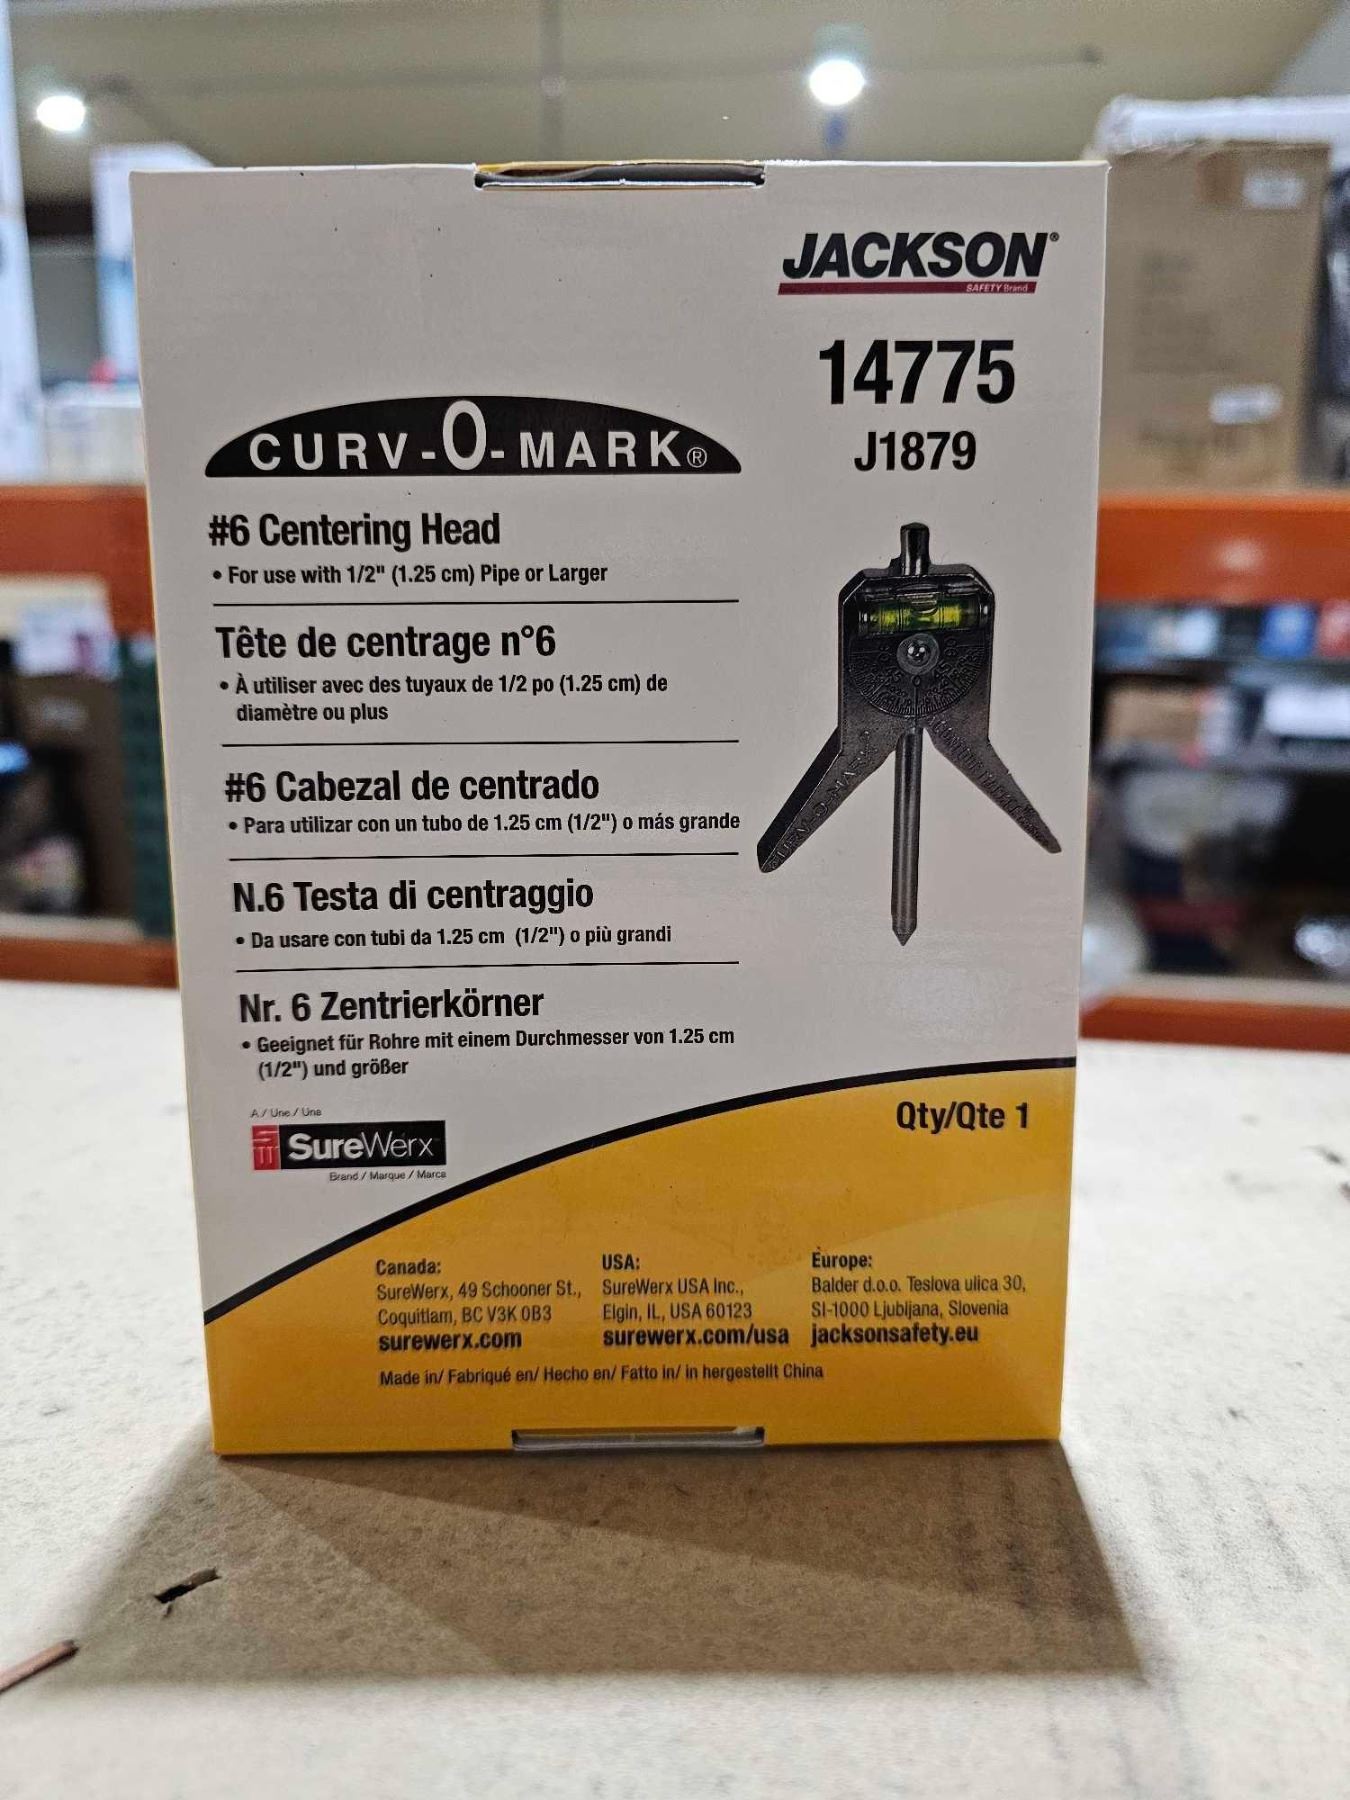 JACKSON®
SAFETY Brand
14775
J1879
CURV-O-MARK®
#6 Centering Head
• For use with 1/2" (1.25 cm) Pipe or Larger
Tête de centrage n°6
• À utiliser avec des tuyaux de 1/2 po (1.25 cm) de
diamètre ou plus
#6 Cabezal de centrado
• Para utilizar con un tubo de 1.25 cm (1/2") o más grande
N.6 Testa di centraggio
• Da usare con tubi da 1.25 cm (1/2") o più grandi
Nr. 6 Zentrierkörner
• Geeignet für Rohre mit einem Durchmesser von 1.25 cm
(1/2") und größer
CURV-O-MARK
A / Une / Una
SureWerx™
Brand / Marque / Marca
Qty/Qte 1
Canada:
SureWerx, 49 Schooner St.,
Coquitlam, BC V3K 0B3
surewerx.com
USA:
SureWerx USA Inc.,
Elgin, IL, USA 60123
surewerx.com/usa
Europe:
Balder d.o.o. Teslova ulica 30,
SI-1000 Ljubljana, Slovenia
jacksonsafety.eu
Made in/ Fabriqué en/ Hecho en/ Fatto in/ in hergestellt China